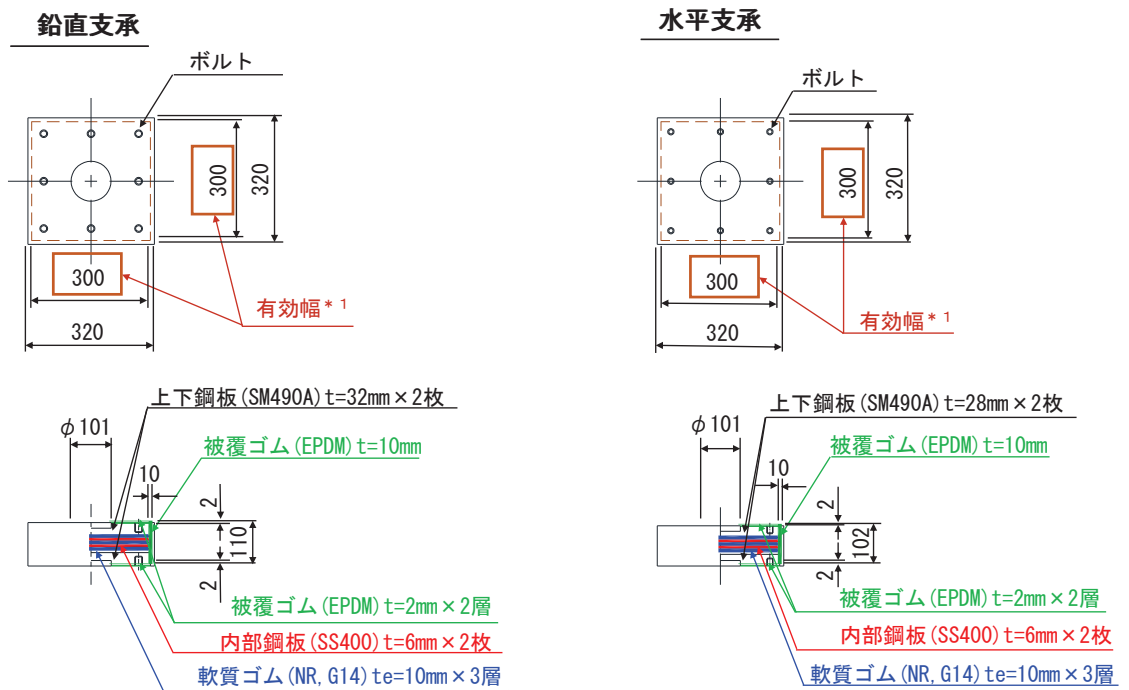 鉛直支承
ボルト
300
320
300
有効幅*1
320
上下鋼板(SM490A)t=32mm×2枚
φ101
被覆ゴム(EPDM)t=10mm
10
2
110
2
被覆ゴム(EPDM)t=2mm×2層
内部鋼板(SS400)t=6mm×2枚
軟質ゴム(NR,G14)te=10mm×3層
水平支承
ボルト
300
320
300
有効幅*1
320
上下鋼板(SM490A)t=28mm×2枚
φ101
被覆ゴム(EPDM)t=10mm
10
2
102
2
被覆ゴム(EPDM)t=2mm×2層
内部鋼板(SS400)t=6mm×2枚
軟質ゴム(NR,G14)te=10mm×3層